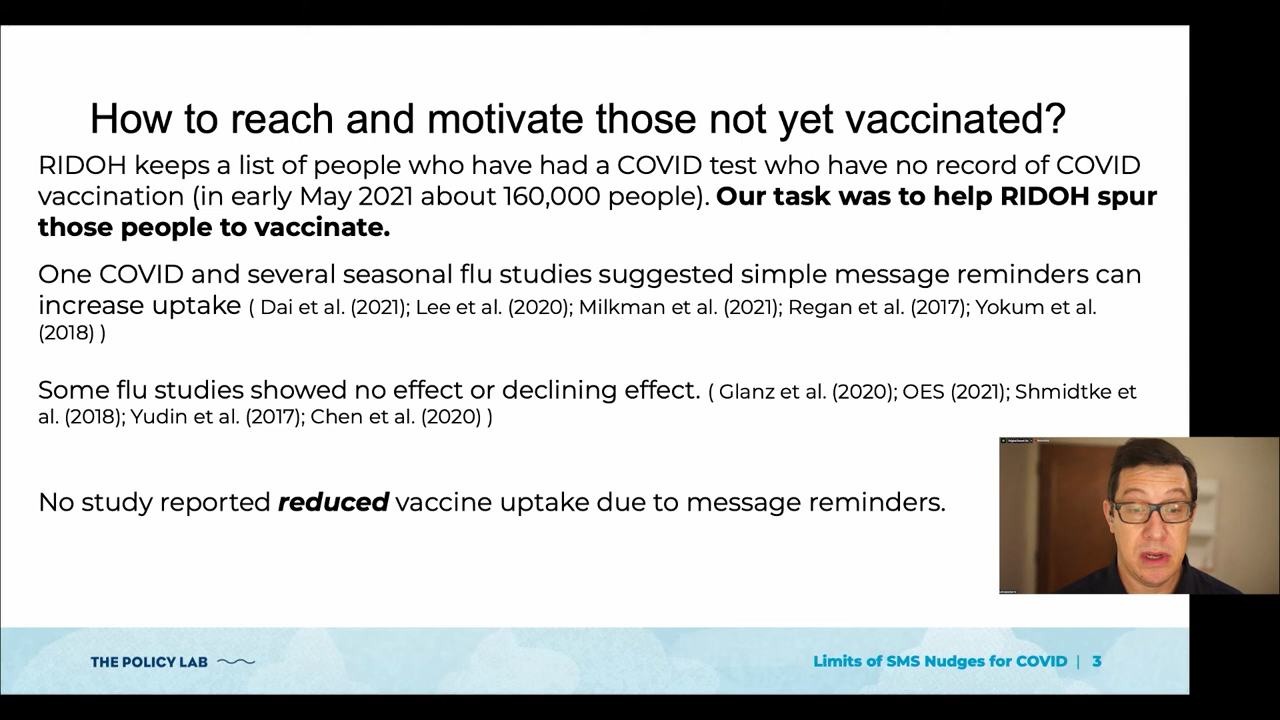 How to reach and motivate those not yet vaccinated?
RIDOH keeps a list of people who have had a COVID test who have no record of COVID
vaccination (in early May 2021 about 160,000 people). Our task was to help RIDOH spur
those people to vaccinate.
One COVID and several seasonal flu studies suggested simple message reminders can
increase uptake ( Dai et al. (2021); Lee et al. (2020); Milkman et al. (2021); Regan et al. (2017); Yokum et al.
(2018) )
Some flu studies showed no effect or declining effect. ( Glanz et al. (2020); OES (2021); Shmidtke et
al. (2018); Yudin et al. (2017); Chen et al. (2020) )
No study reported reduced vaccine uptake due to message reminders.
THE POLICY LAB
Limits of SMS Nudges for COVID | 3